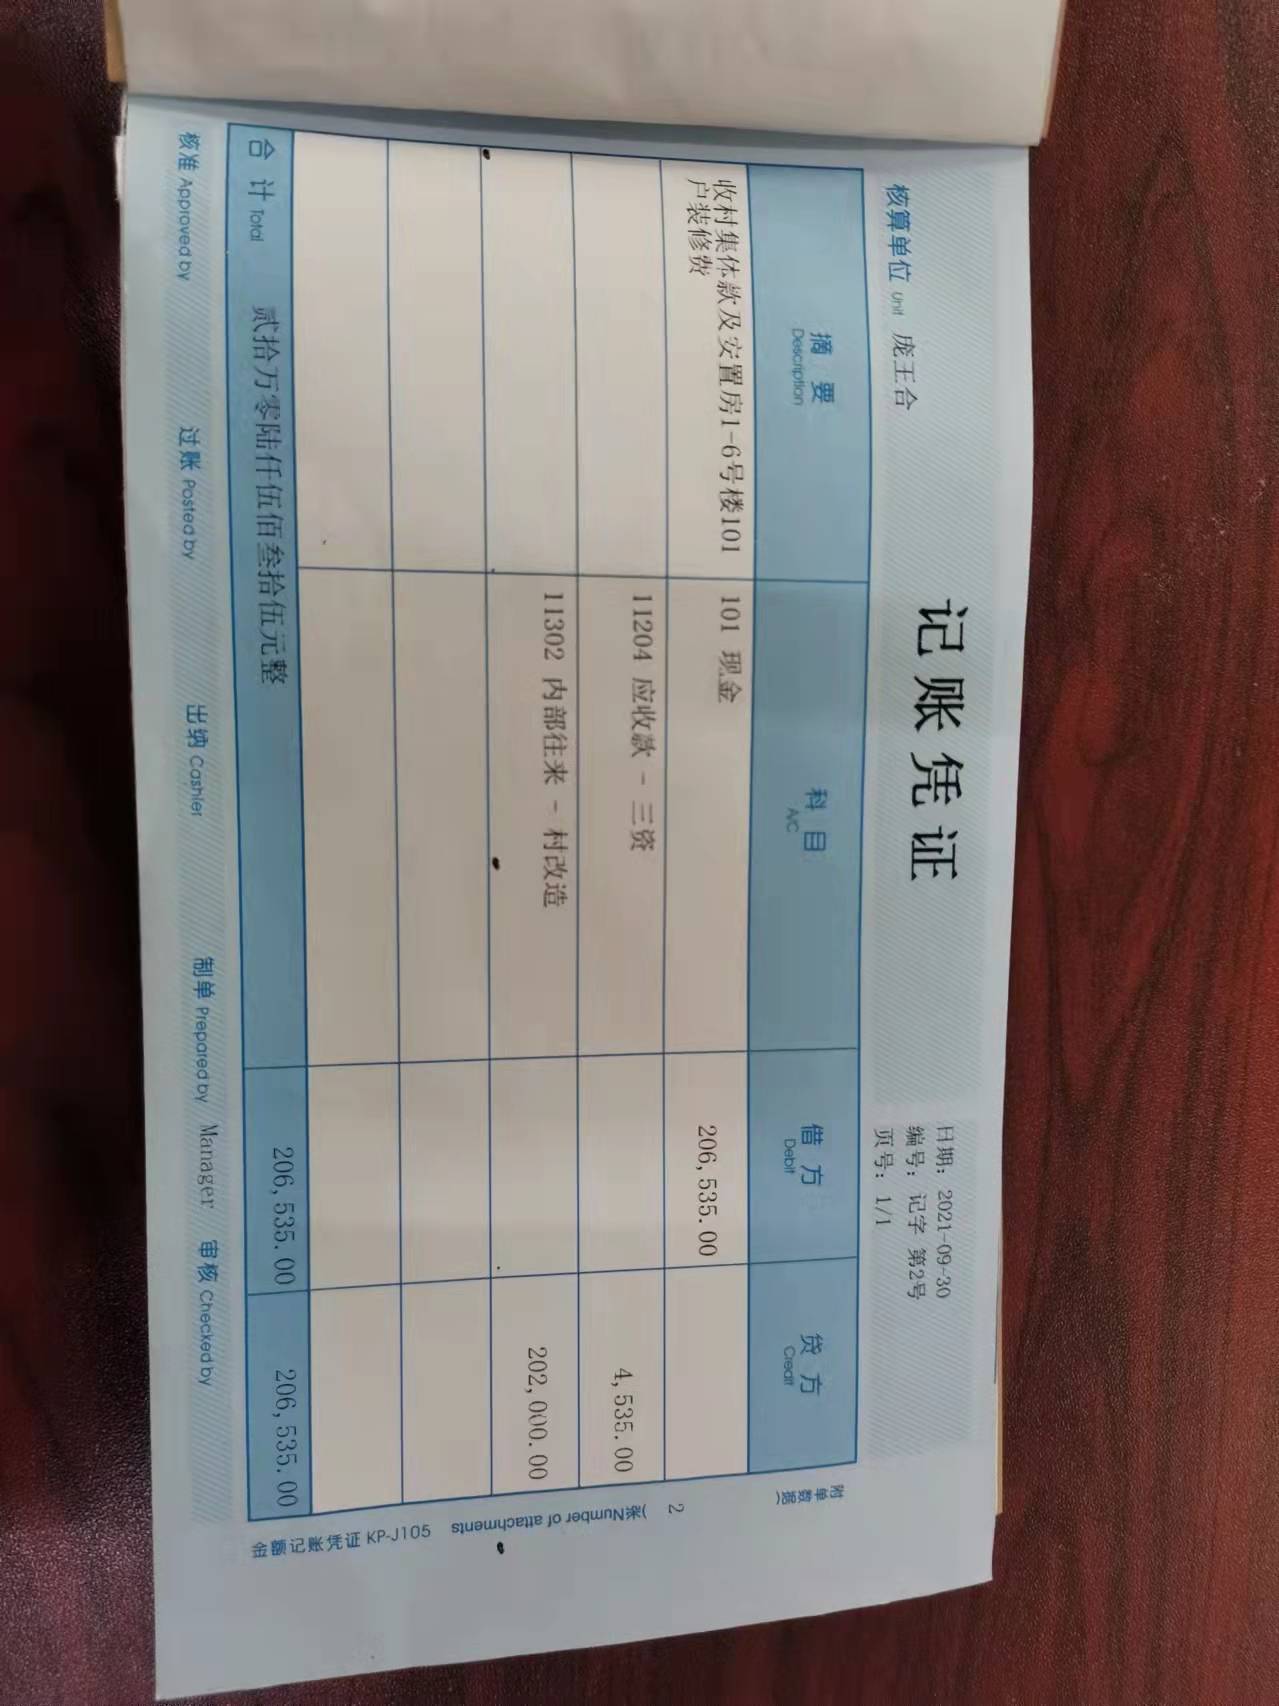 记账凭证
日期: 2021-09-30
编号: 记字 第2号
页号: 1/1
核算单位 Unit 庞王合
摘要 科目 借方 贷方
Description A/C Debit Credit
收村集体款及安置房1-6号楼101 101 现金 206,535.00
户装修费
11204 应收款 - 三资 4,535.00
11302 内部往来 - 村改造 202,000.00
合计 Total 贰拾万零陆仟伍佰叁拾伍元整 206,535.00 206,535.00
核准 Approved by 过账 Posted by 出纳 Cashier 制单 Prepared by Manager 审核 Checked by
附单据数( 2 )张 Number of attachments
金额记账凭证 KP-J105